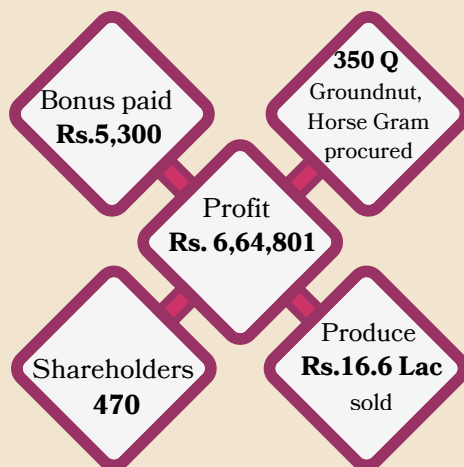 Bonus paid
Rs.5,300
350 Q
Groundnut,
Horse Gram
procured
Profit
Rs. 6,64,801
Shareholders
470
Produce
Rs.16.6 Lac
sold